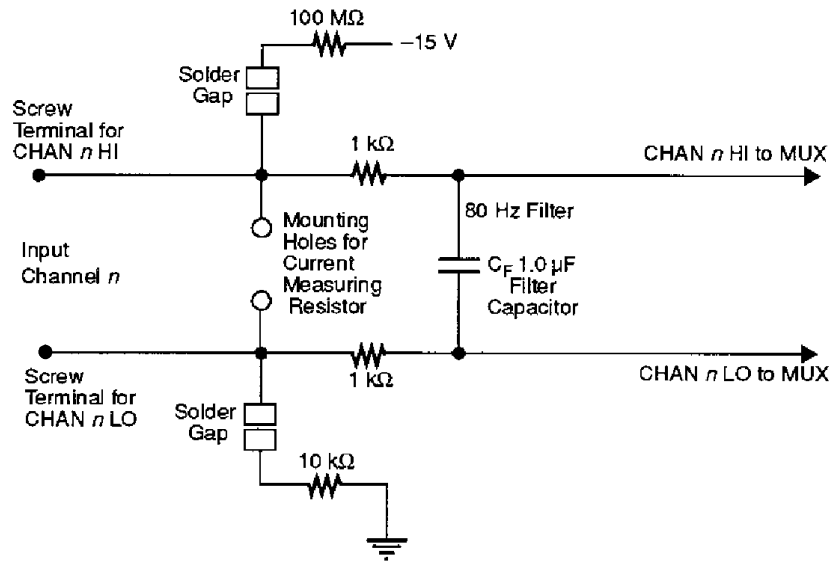 100 MΩ
–15 V
Solder
Gap
Screw
Terminal for
CHAN n HI
1 kΩ
CHAN n HI to MUX
80 Hz Filter
Mounting
Holes for
Current
Measuring
Resistor
Input
Channel n
CF 1.0 µF
Filter
Capacitor
1 kΩ
CHAN n LO to MUX
Screw
Terminal for
CHAN n LO
Solder
Gap
10 kΩ